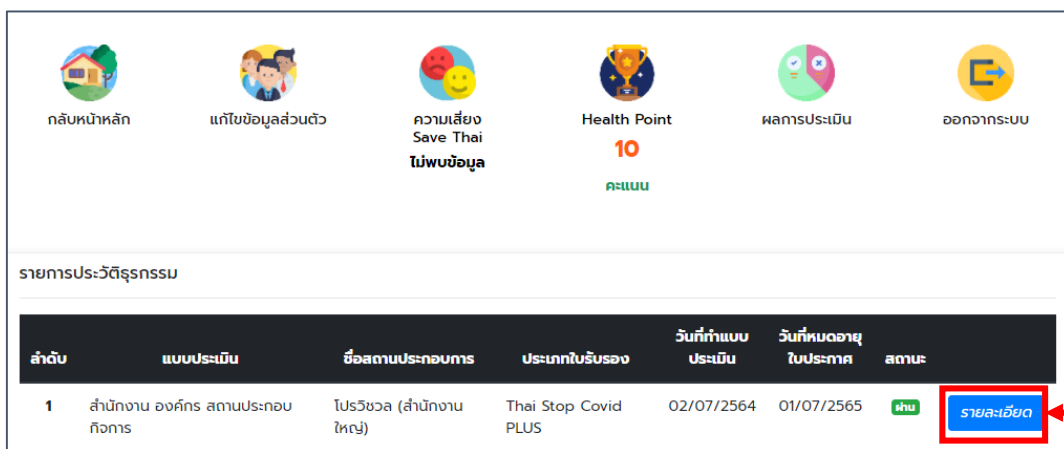 กลับหน้าหลัก
แก้ไขข้อมูลส่วนตัว
ความเสี่ยง
Save Thai
ไม่พบข้อมูล
Health Point
10
คะแนน
ผลการประเมิน
ออกจากระบบ
รายการประวัติธุรกรรม
ลำดับ แบบประเมิน ชื่อสถานประกอบการ ประเภทใบรับรอง วันที่ทำแบบ วันที่หมดอายุ สถานะ
ประเมิน ใบประกาศ
1 สำนักงาน องค์กร สถานประกอบ โปรวิชวล (สำนักงาน Thai Stop Covid 02/07/2564 01/07/2565 ผ่าน รายละเอียด
กิจการ ใหญ่) PLUS